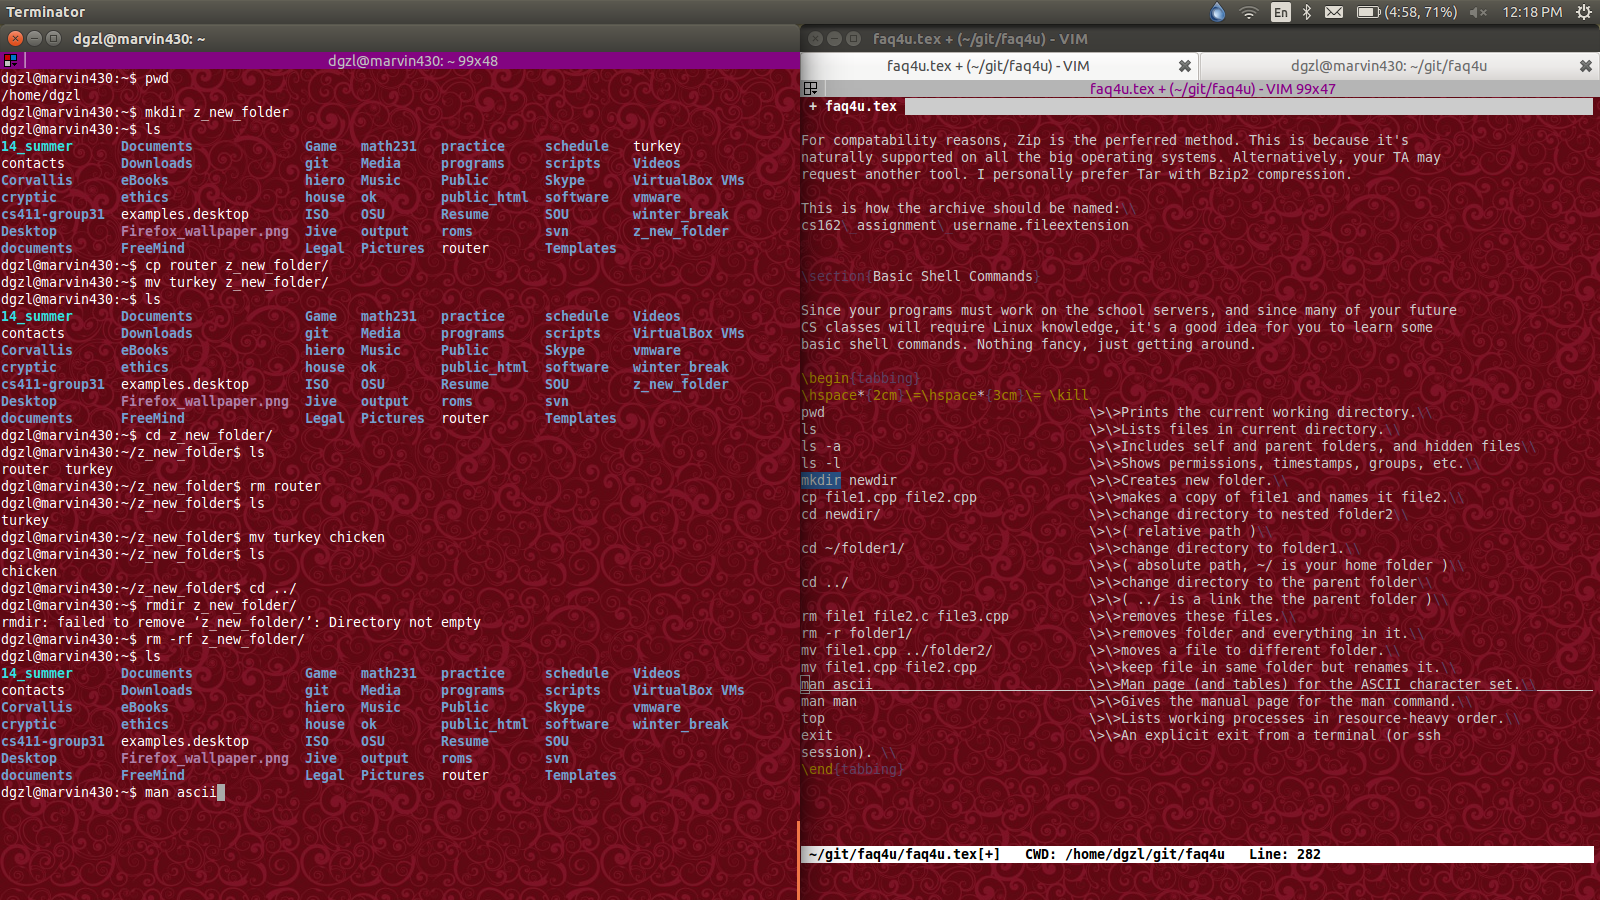 Terminator
En
(4:58, 71%)
12:18 PM
dgzl@marvin430: ~
dgzl@marvin430: ~ 99x48
dgzl@marvin430:~$ pwd
/home/dgzl
dgzl@marvin430:~$ mkdir z_new_folder
dgzl@marvin430:~$ ls
14_summer Documents Game math231 practice schedule turkey
contacts Downloads git Media programs scripts Videos
Corvallis eBooks hiero Music Public Skype VirtualBox VMs
cryptic ethics house ok public_html software vmware
cs411-group31 examples.desktop ISO OSU Resume SOU winter_break
Desktop Firefox_wallpaper.png Jive output roms svn z_new_folder
documents FreeMind Legal Pictures router Templates
dgzl@marvin430:~$ cp router z_new_folder/
dgzl@marvin430:~$ mv turkey z_new_folder/
dgzl@marvin430:~$ ls
14_summer Documents Game math231 practice schedule Videos
contacts Downloads git Media programs scripts VirtualBox VMs
Corvallis eBooks hiero Music Public Skype vmware
cryptic ethics house ok public_html software winter_break
cs411-group31 examples.desktop ISO OSU Resume SOU z_new_folder
Desktop Firefox_wallpaper.png Jive output roms svn
documents FreeMind Legal Pictures router Templates
dgzl@marvin430:~$ cd z_new_folder/
dgzl@marvin430:~/z_new_folder$ ls
router turkey
dgzl@marvin430:~/z_new_folder$ rm router
dgzl@marvin430:~/z_new_folder$ ls
turkey
dgzl@marvin430:~/z_new_folder$ mv turkey chicken
dgzl@marvin430:~/z_new_folder$ ls
chicken
dgzl@marvin430:~/z_new_folder$ cd ../
dgzl@marvin430:~$ rmdir z_new_folder/
rmdir: failed to remove ‘z_new_folder/’: Directory not empty
dgzl@marvin430:~$ rm -rf z_new_folder/
dgzl@marvin430:~$ ls
14_summer Documents Game math231 practice schedule Videos
contacts Downloads git Media programs scripts VirtualBox VMs
Corvallis eBooks hiero Music Public Skype vmware
cryptic ethics house ok public_html software winter_break
cs411-group31 examples.desktop ISO OSU Resume SOU
Desktop Firefox_wallpaper.png Jive output roms svn
documents FreeMind Legal Pictures router Templates
dgzl@marvin430:~$ man ascii
faq4u.tex + (~/git/faq4u) - VIM
faq4u.tex + (~/git/faq4u) - VIM
dgzl@marvin430: ~/git/faq4u
faq4u.tex + (~/git/faq4u) - VIM 99x47
+ faq4u.tex
For compatability reasons, Zip is the perferred method. This is because it's
naturally supported on all the big operating systems. Alternatively, your TA may
request another tool. I personally prefer Tar with Bzip2 compression.
This is how the archive should be named:\\
cs162\_assignment\_username.fileextension
\section{Basic Shell Commands}
Since your programs must work on the school servers, and since many of your future
CS classes will require Linux knowledge, it's a good idea for you to learn some
basic shell commands. Nothing fancy, just getting around.
\begin{tabbing}
\hspace*{2cm}\=\hspace*{3cm}\= \kill
pwd \>\>Prints the current working directory.\\
ls \>\>Lists files in current directory.\\
ls -a \>\>Includes self and parent folders, and hidden files\\
ls -l \>\>Shows permissions, timestamps, groups, etc.\\
mkdir newdir \>\>Creates new folder.\\
cp file1.cpp file2.cpp \>\>makes a copy of file1 and names it file2.\\
cd newdir/ \>\>change directory to nested folder2\\
\>\>( relative path )\\
cd ~/folder1/ \>\>change directory to folder1.\\
\>\>( absolute path, ~/ is your home folder )\\
cd ../ \>\>change directory to the parent folder\\
\>\>( ../ is a link the the parent folder )\\
rm file1 file2.c file3.cpp \>\>removes these files.\\
rm -r folder1/ \>\>removes folder and everything in it.\\
mv file1.cpp ../folder2/ \>\>moves a file to different folder.\\
mv file1.cpp file2.cpp \>\>keep file in same folder but renames it.\\
man ascii \>\>Man page (and tables) for the ASCII character set.\\
man man \>\>Gives the manual page for the man command.\\
top \>\>Lists working processes in resource-heavy order.\\
exit \>\>An explicit exit from a terminal (or ssh
session). \\
\end{tabbing}
~/git/faq4u/faq4u.tex[+] CWD: /home/dgzl/git/faq4u Line: 282